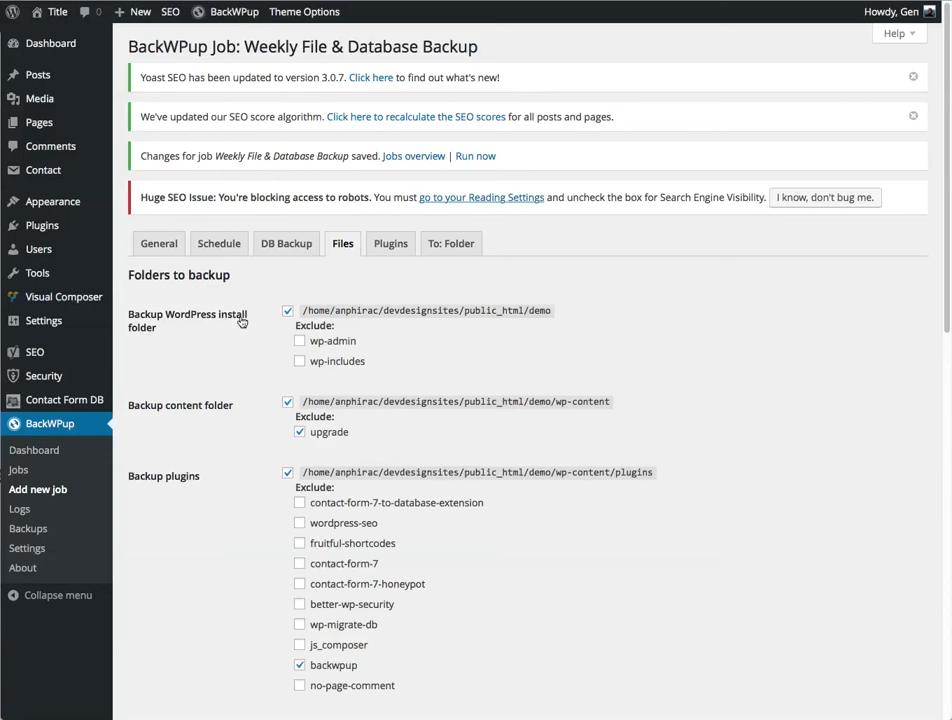 Title 0 New SEO BackWPup Theme Options Howdy, Gen
Help
Dashboard
Posts
Media
Pages
Comments
Contact
Appearance
Plugins
Users
Tools
Visual Composer
Settings
SEO
Security
Contact Form DB
BackWPup
Dashboard
Jobs
Add new job
Logs
Backups
Settings
About
Collapse menu
BackWPup Job: Weekly File & Database Backup
Yoast SEO has been updated to version 3.0.7. Click here to find out what's new!
We've updated our SEO score algorithm. Click here to recalculate the SEO scores for all posts and pages.
Changes for job Weekly File & Database Backup saved. Jobs overview | Run now
Huge SEO Issue: You're blocking access to robots. You must go to your Reading Settings and uncheck the box for Search Engine Visibility. I know, don't bug me.
General Schedule DB Backup Files Plugins To: Folder
Folders to backup
Backup WordPress install
folder
/home/anphirac/devdesignsites/public_html/demo
Exclude:
wp-admin
wp-includes
Backup content folder
/home/anphirac/devdesignsites/public_html/demo/wp-content
Exclude:
upgrade
Backup plugins
/home/anphirac/devdesignsites/public_html/demo/wp-content/plugins
Exclude:
contact-form-7-to-database-extension
wordpress-seo
fruitful-shortcodes
contact-form-7
contact-form-7-honeypot
better-wp-security
wp-migrate-db
js_composer
backwpup
no-page-comment